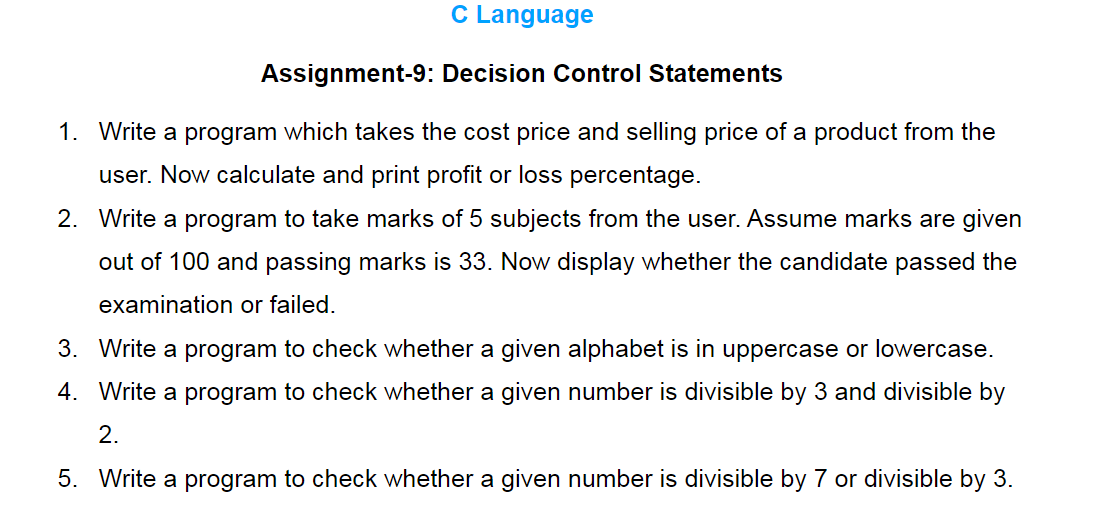 C Language
Assignment-9: Decision Control Statements
1. Write a program which takes the cost price and selling price of a product from the
user. Now calculate and print profit or loss percentage.
2. Write a program to take marks of 5 subjects from the user. Assume marks are given
out of 100 and passing marks is 33. Now display whether the candidate passed the
examination or failed.
3. Write a program to check whether a given alphabet is in uppercase or lowercase.
4. Write a program to check whether a given number is divisible by 3 and divisible by
2.
5. Write a program to check whether a given number is divisible by 7 or divisible by 3.